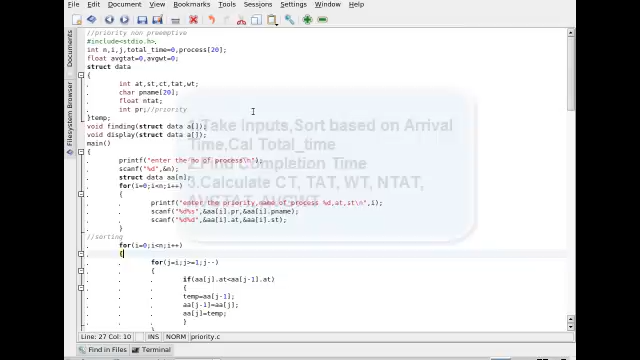 File Edit Document View Bookmarks Tools Sessions Settings Window Help
//priority non preemptive
#include<stdio.h>
int n,i,j,total_time=0,process[20];
float avgtat=0,avgwt=0;
struct data
{
int at,st,ct,tat,wt;
char pname[20];
float ntat;
int pr;//priority
}temp;
void finding(struct data a[]);
void display(struct data a[]);
main()
{
printf("enter the no of process\n");
scanf("%d",&n);
struct data aa[n];
for(i=0;i<n;i++)
{
printf("enter the priority,name of process %d,at,st\n",i);
scanf("%d%s",&aa[i].pr,&aa[i].pname);
scanf("%d%d",&aa[i].at,&aa[i].st);
}
//sorting
for(i=0;i<n;i++)
{
for(j=i;j>=1;j--)
{
if(aa[j].at<aa[j-1].at)
{
temp=aa[j-1];
aa[j-1]=aa[j];
aa[j]=temp;
}
1.Take Inputs,Sort based on Arrival
Time,Cal Total_time
2.Find Completion Time
3.Calculate CT, TAT, WT, NTAT,
AVGTAT,AVGWT
Documents
Filesystem Browser
Line: 27 Col: 10 INS NORM priority.c
Find in Files Terminal